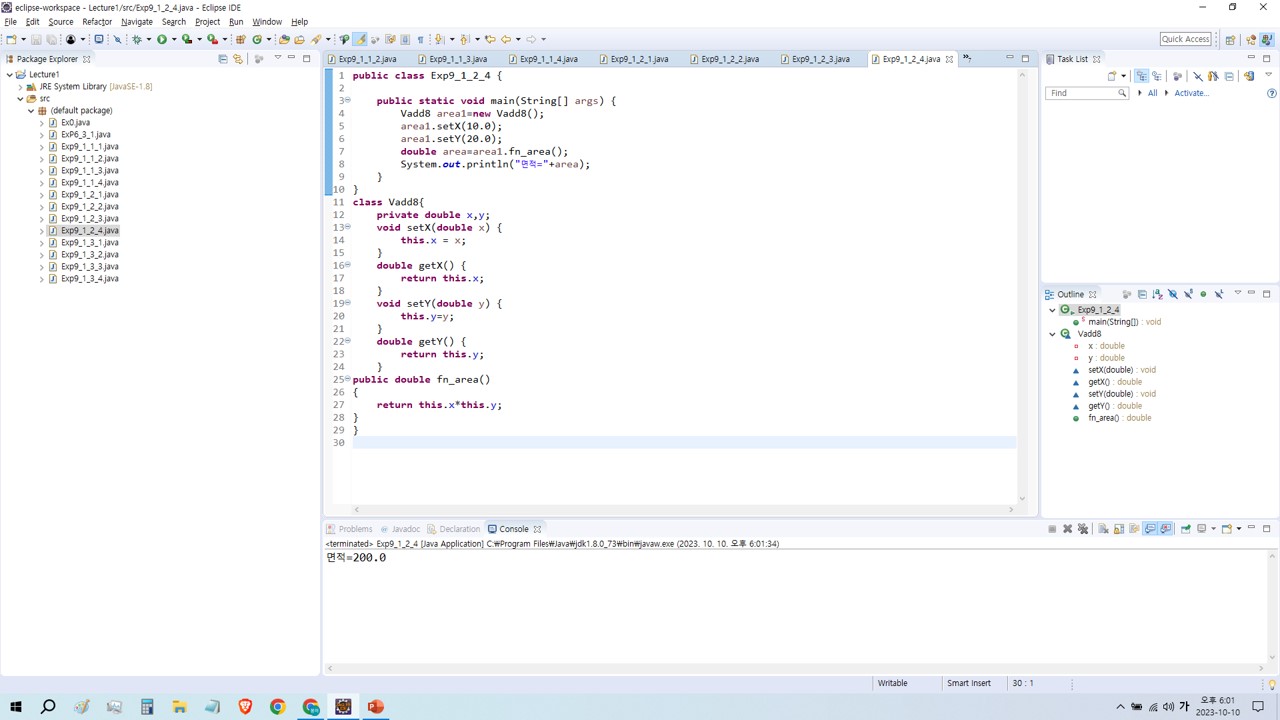 eclipse-workspace - Lecture1/src/Exp9_1_2_4.java - Eclipse IDE
File Edit Source Refactor Navigate Search Project Run Window Help
Quick Access
Package Explorer
Lecture1
JRE System Library [JavaSE-1.8]
src
(default package)
Ex0.java
ExP6_3_1.java
Exp9_1_1_1.java
Exp9_1_1_2.java
Exp9_1_1_3.java
Exp9_1_1_4.java
Exp9_1_2_1.java
Exp9_1_2_2.java
Exp9_1_2_3.java
Exp9_1_2_4.java
Exp9_1_3_1.java
Exp9_1_3_2.java
Exp9_1_3_3.java
Exp9_1_3_4.java
Exp9_1_1_2.java Exp9_1_1_3.java Exp9_1_1_4.java Exp9_1_2_1.java Exp9_1_2_2.java Exp9_1_2_3.java Exp9_1_2_4.java
1 public class Exp9_1_2_4 {
2
3 public static void main(String[] args) {
4 Vadd8 area1=new Vadd8();
5 area1.setX(10.0);
6 area1.setY(20.0);
7 double area=area1.fn_area();
8 System.out.println("면적="+area);
9 }
10 }
11 class Vadd8{
12 private double x,y;
13 void setX(double x) {
14 this.x = x;
15 }
16 double getX() {
17 return this.x;
18 }
19 void setY(double y) {
20 this.y=y;
21 }
22 double getY() {
23 return this.y;
24 }
25 public double fn_area()
26 {
27 return this.x*this.y;
28 }
29 }
30
Task List
Find All Activate...
Outline
Exp9_1_2_4
main(String[]) : void
Vadd8
x : double
y : double
setX(double) : void
getX() : double
setY(double) : void
getY() : double
fn_area() : double
Problems Javadoc Declaration Console
<terminated> Exp9_1_2_4 [Java Application] C:₩Program Files₩Java₩jdk1.8.0_73₩bin₩javaw.exe (2023. 10. 10. 오후 6:01:34)
면적=200.0
Writable Smart Insert 30 : 1
가
오후 6:01
2023-10-10